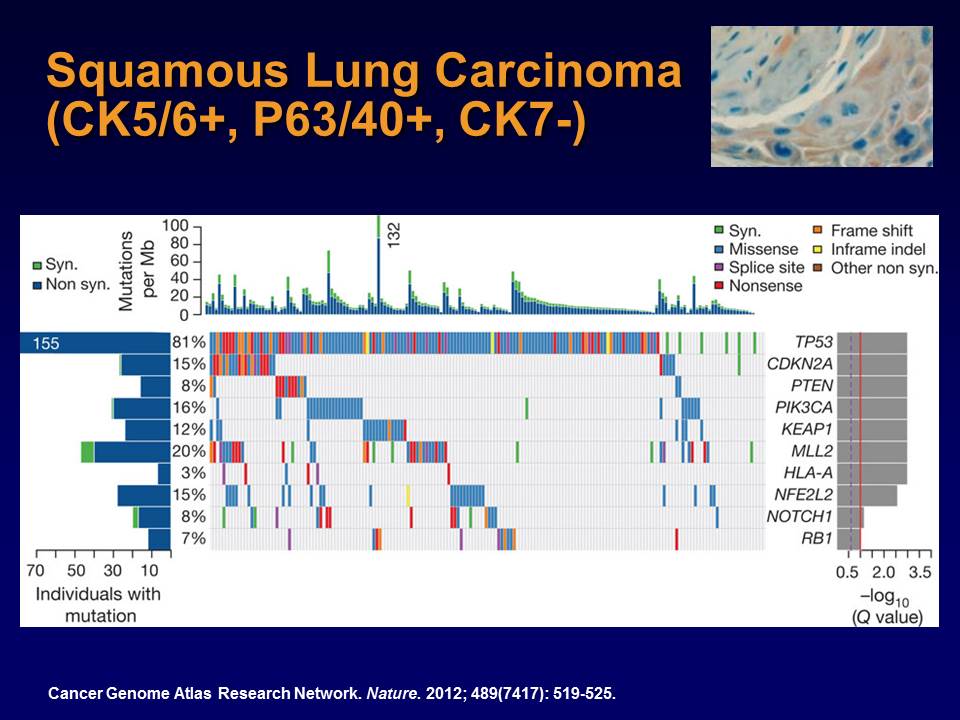 Squamous Lung Carcinoma
(CK5/6+, P63/40+, CK7-)
Syn.
Non syn.
Mutations
per Mb
100
80
60
40
20
0
132
Syn.
Missense
Splice site
Nonsense
Frame shift
Inframe indel
Other non syn.
155
81% TP53
15% CDKN2A
8% PTEN
16% PIK3CA
12% KEAP1
20% MLL2
3% HLA-A
15% NFE2L2
8% NOTCH1
7% RB1
70 50 30 10
Individuals with
mutation
0.5 2.0 3.5
–log10
(Q value)
Cancer Genome Atlas Research Network. Nature. 2012; 489(7417): 519-525.